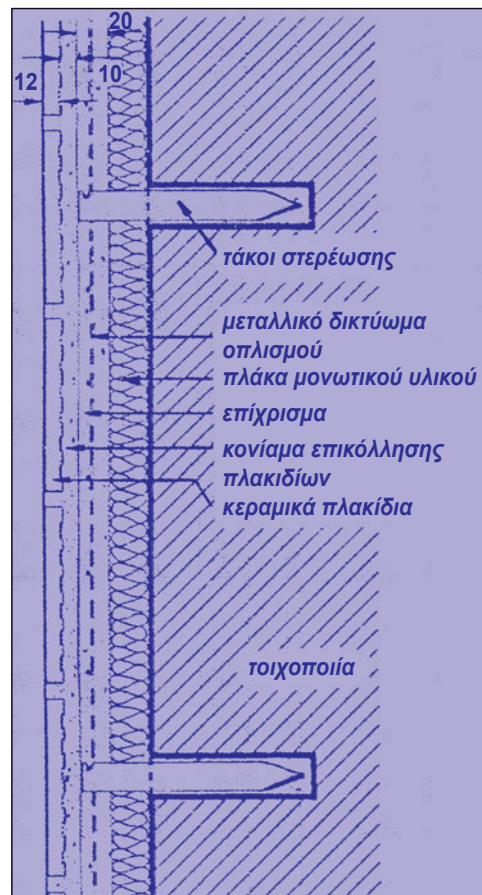 20
10
12
τάκοι στερέωσης
μεταλλικό δικτύωμα
οπλισμού
πλάκα μονωτικού υλικού
επίχρισμα
κονίαμα επικόλλησης
πλακιδίων
κεραμικά πλακίδια
τοιχοποιία